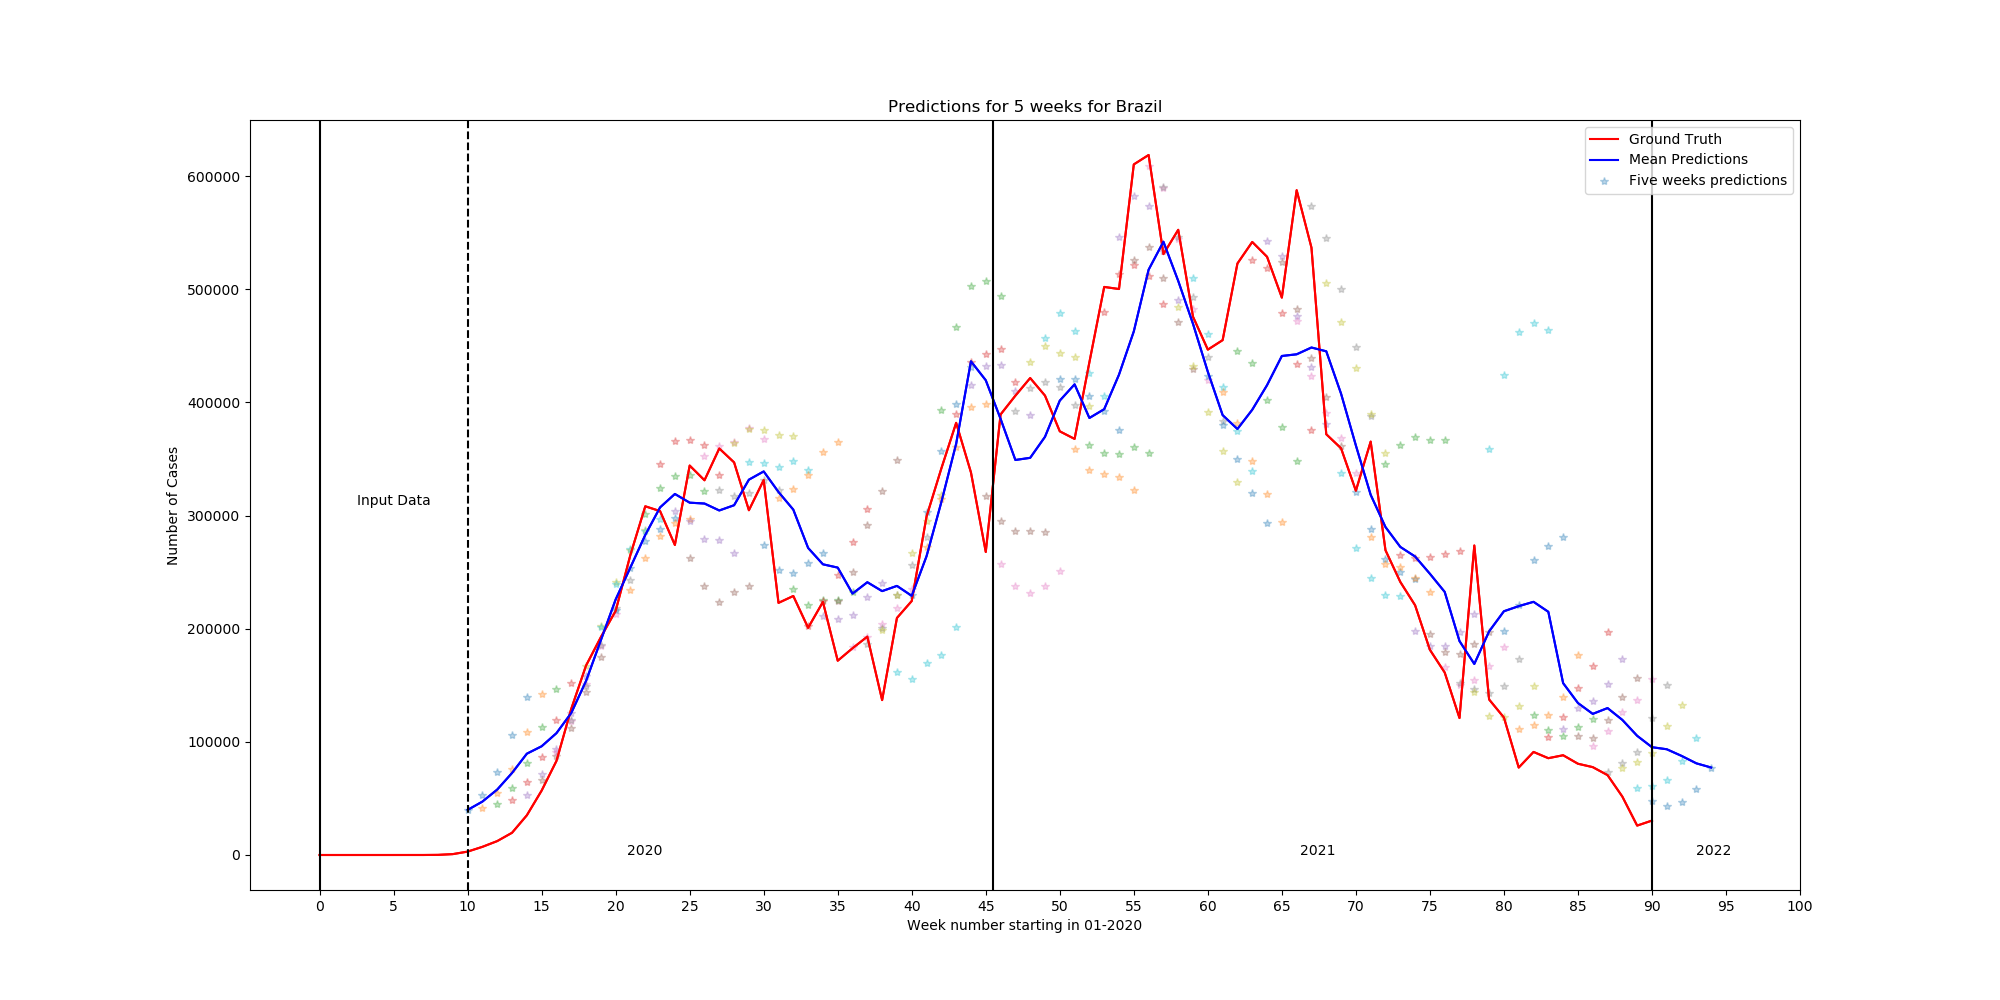 Predictions for 5 weeks for Brazil
Ground Truth
Mean Predictions
Five weeks predictions
Number of Cases
600000
500000
400000
300000
200000
100000
0
Input Data
2020
2021
2022
0 5 10 15 20 25 30 35 40 45 50 55 60 65 70 75 80 85 90 95 100
Week number starting in 01-2020